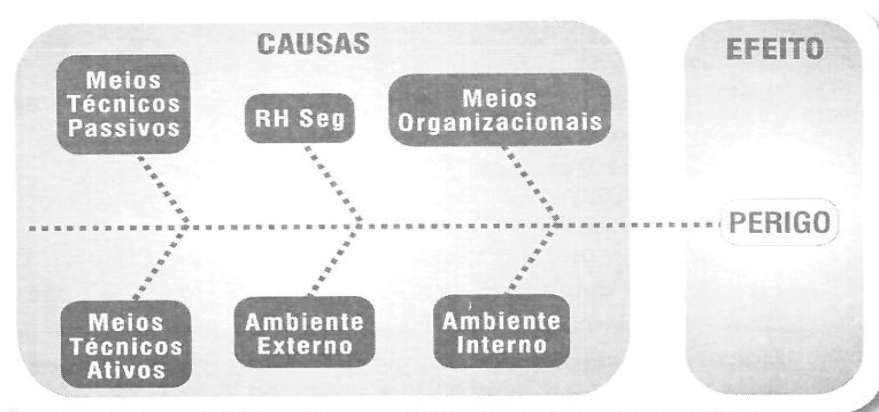 CAUSAS
EFEITO
Meios
Técnicos
Passivos
RH Seg
Meios
Organizacionais
PERIGO
Meios
Técnicos
Ativos
Ambiente
Externo
Ambiente
Interno